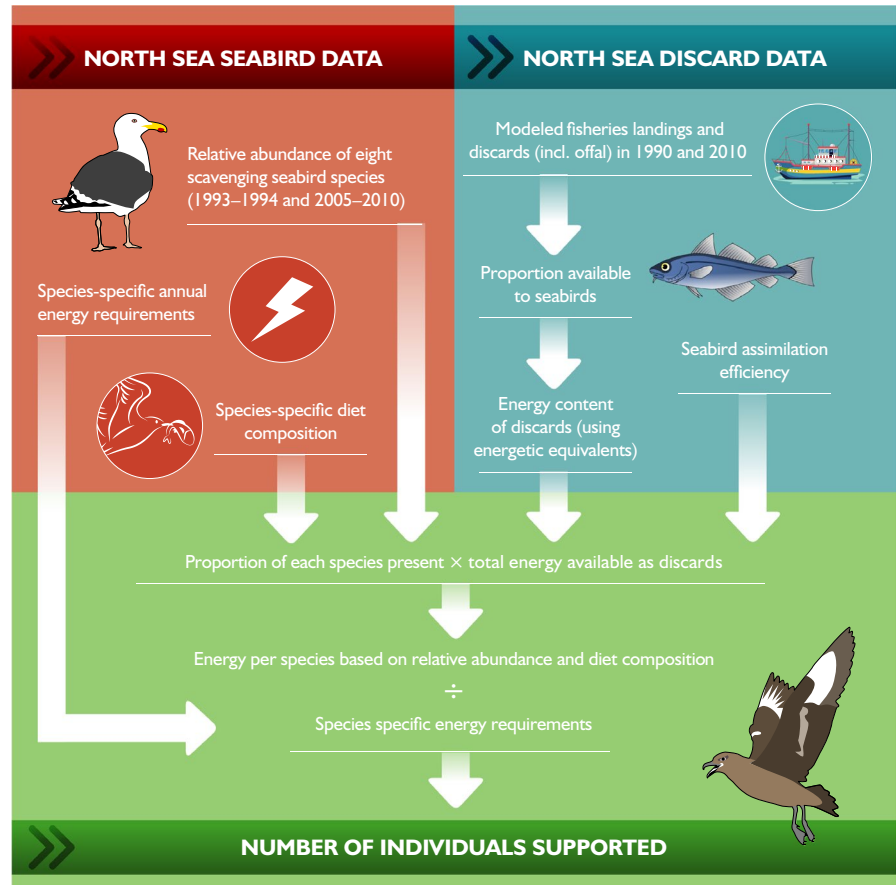 NORTH SEA SEABIRD DATA
Relative abundance of eight
scavenging seabird species
(1993–1994 and 2005–2010)
Species-specific annual
energy requirements
Species-specific diet
composition
NORTH SEA DISCARD DATA
Modeled fisheries landings and
discards (incl. offal) in 1990 and 2010
Proportion available
to seabirds
Energy content
of discards (using
energetic equivalents)
Seabird assimilation
efficiency
Proportion of each species present × total energy available as discards
Energy per species based on relative abundance and diet composition
÷
Species specific energy requirements
NUMBER OF INDIVIDUALS SUPPORTED